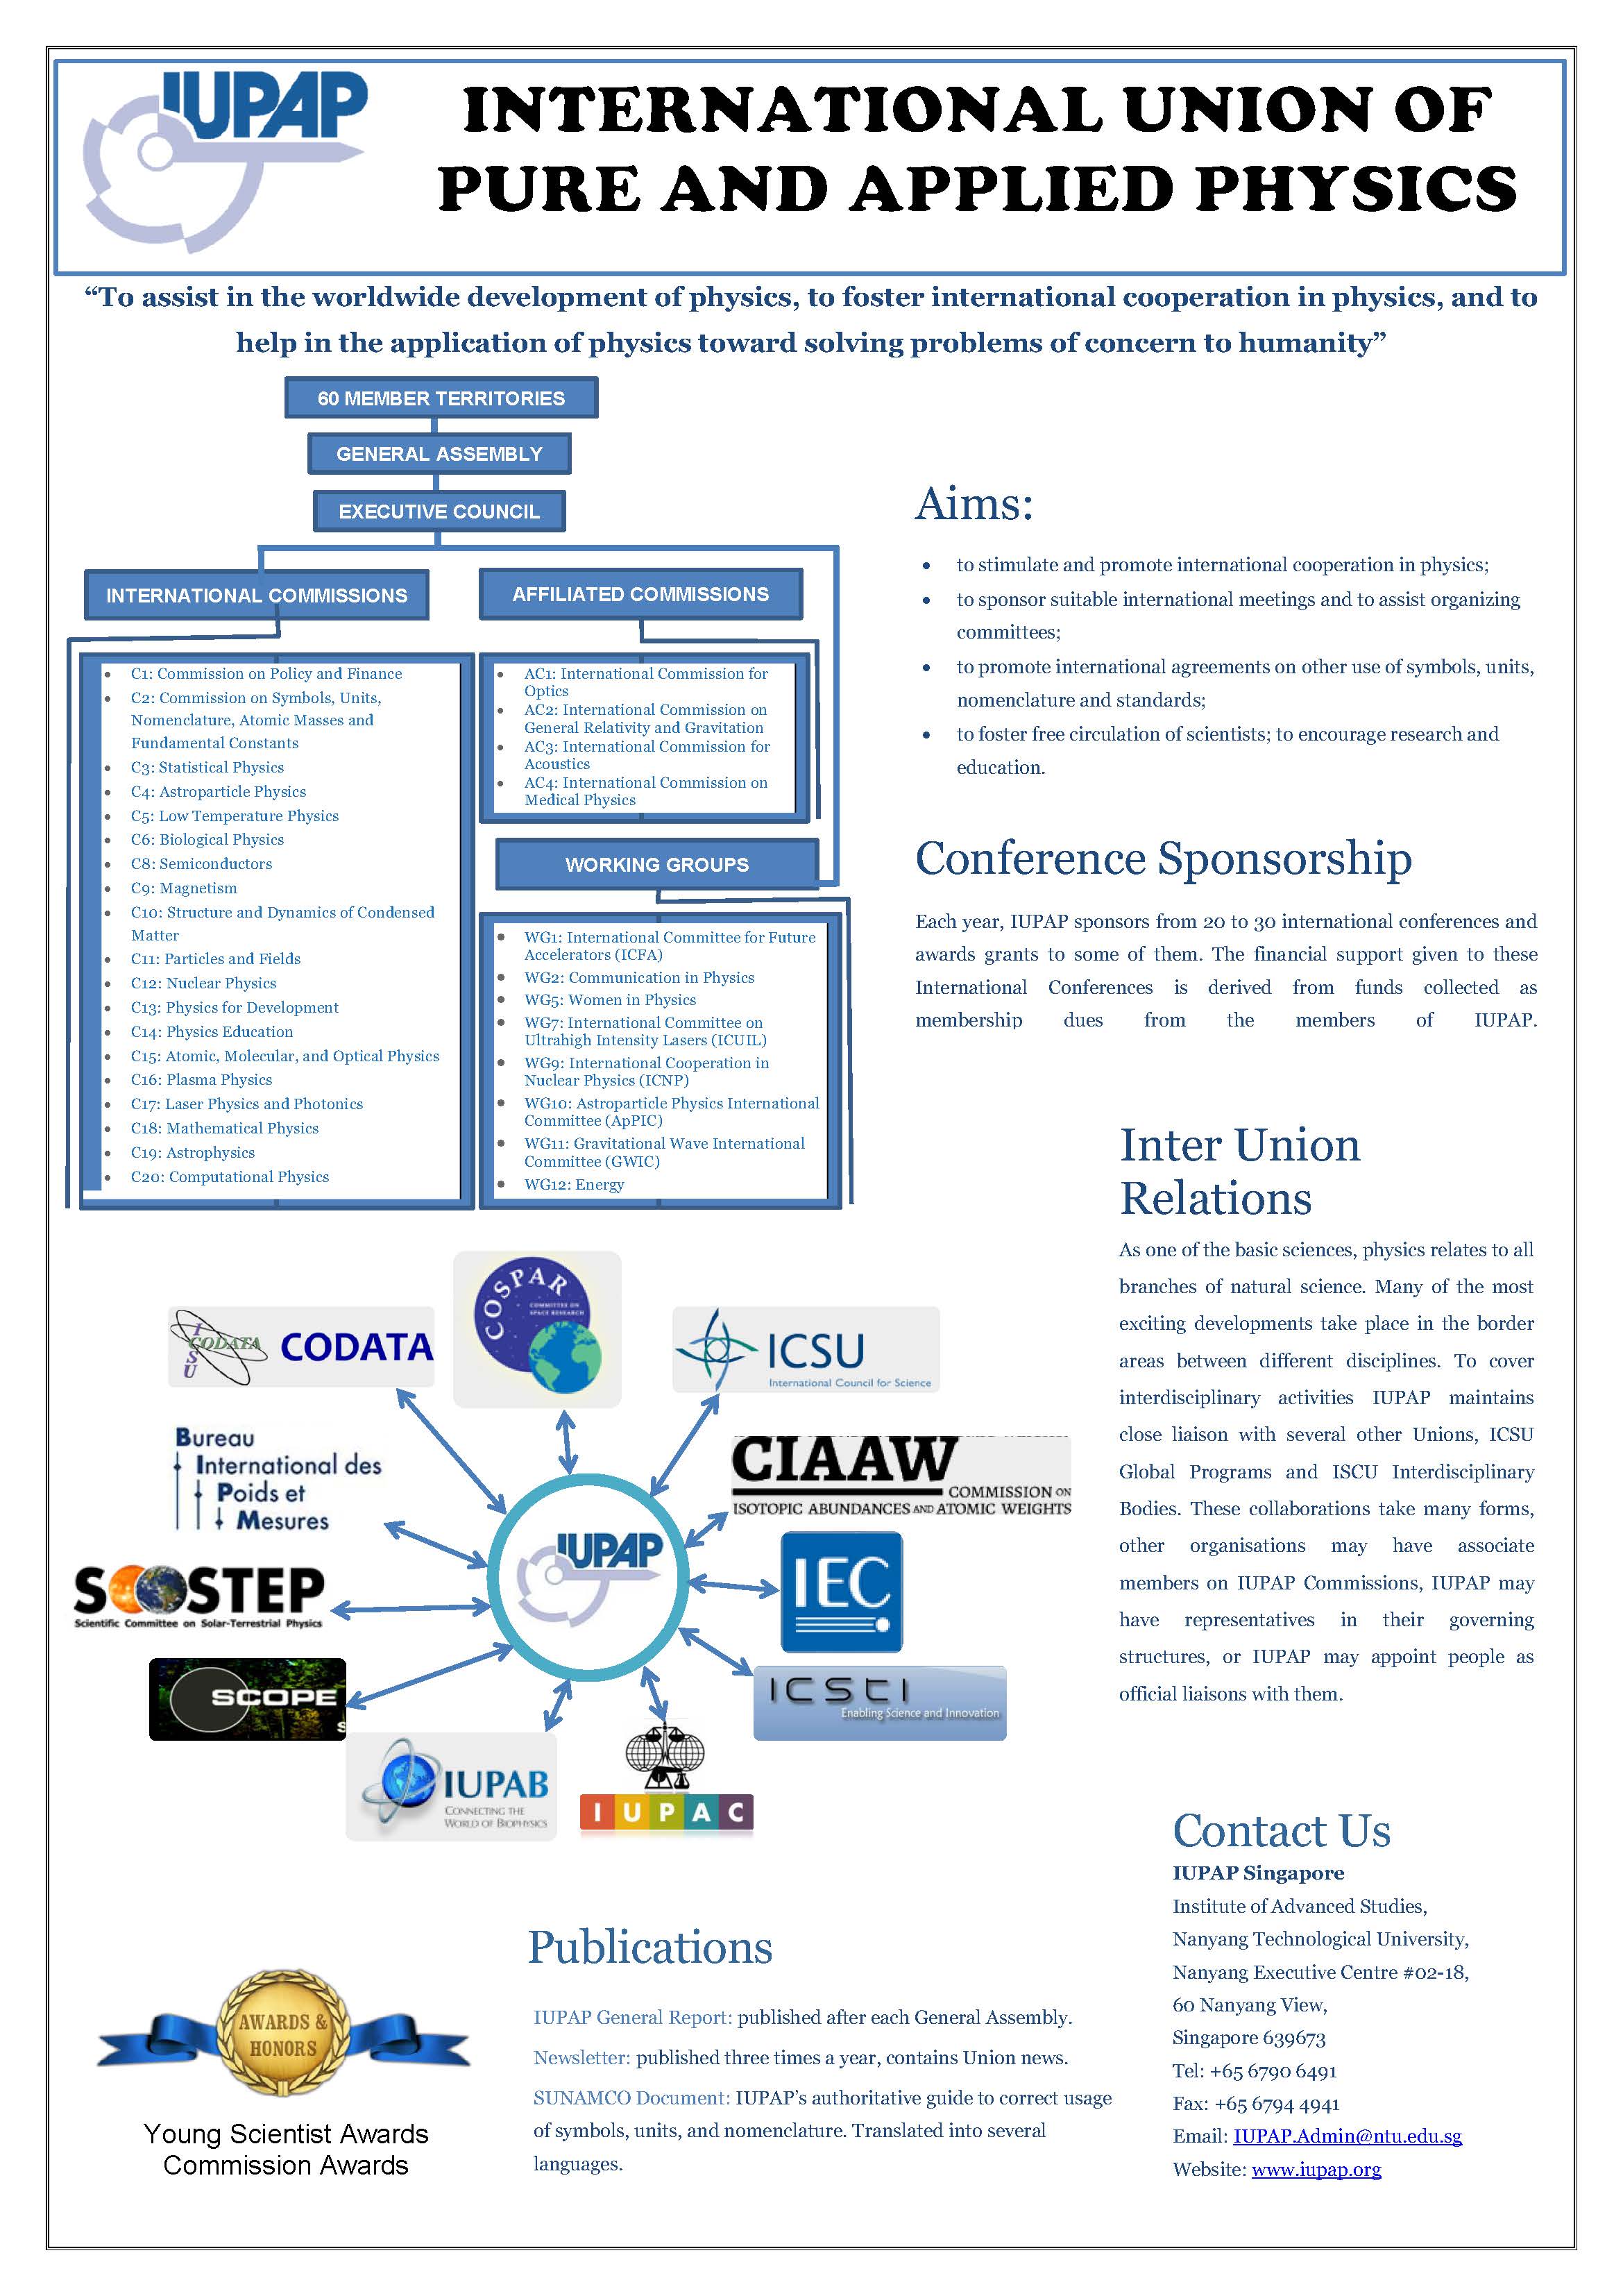 IUPAP
INTERNATIONAL UNION OF
PURE AND APPLIED PHYSICS
“To assist in the worldwide development of physics, to foster international cooperation in physics, and to
help in the application of physics toward solving problems of concern to humanity”
60 MEMBER TERRITORIES
GENERAL ASSEMBLY
EXECUTIVE COUNCIL
INTERNATIONAL COMMISSIONS
• C1: Commission on Policy and Finance
• C2: Commission on Symbols, Units,
Nomenclature, Atomic Masses and
Fundamental Constants
• C3: Statistical Physics
• C4: Astroparticle Physics
• C5: Low Temperature Physics
• C6: Biological Physics
• C8: Semiconductors
• C9: Magnetism
• C10: Structure and Dynamics of Condensed
Matter
• C11: Particles and Fields
• C12: Nuclear Physics
• C13: Physics for Development
• C14: Physics Education
• C15: Atomic, Molecular, and Optical Physics
• C16: Plasma Physics
• C17: Laser Physics and Photonics
• C18: Mathematical Physics
• C19: Astrophysics
• C20: Computational Physics
AFFILIATED COMMISSIONS
• AC1: International Commission for
Optics
• AC2: International Commission on
General Relativity and Gravitation
• AC3: International Commission for
Acoustics
• AC4: International Commission on
Medical Physics
WORKING GROUPS
• WG1: International Committee for Future
Accelerators (ICFA)
• WG2: Communication in Physics
• WG5: Women in Physics
• WG7: International Committee on
Ultrahigh Intensity Lasers (ICUIL)
• WG9: International Cooperation in
Nuclear Physics (ICNP)
• WG10: Astroparticle Physics International
Committee (ApPIC)
• WG11: Gravitational Wave International
Committee (GWIC)
• WG12: Energy
Aims:
• to stimulate and promote international cooperation in physics;
• to sponsor suitable international meetings and to assist organizing
committees;
• to promote international agreements on other use of symbols, units,
nomenclature and standards;
• to foster free circulation of scientists; to encourage research and
education.
Conference Sponsorship
Each year, IUPAP sponsors from 20 to 30 international conferences and
awards grants to some of them. The financial support given to these
International Conferences is derived from funds collected as
membership dues from the members of IUPAP.
Inter Union
Relations
As one of the basic sciences, physics relates to all
branches of natural science. Many of the most
exciting developments take place in the border
areas between different disciplines. To cover
interdisciplinary activities IUPAP maintains
close liaison with several other Unions, ICSU
Global Programs and ISCU Interdisciplinary
Bodies. These collaborations take many forms,
other organisations may have associate
members on IUPAP Commissions, IUPAP may
have representatives in their governing
structures, or IUPAP may appoint people as
official liaisons with them.
ICSU
CODATA
CODATA
COSPAR
COMMITTEE ON
SPACE RESEARCH
ICSU
International Council for Science
Bureau
International des
Poids et
Mesures
CIAAW
COMMISSION ON
ISOTOPIC ABUNDANCES AND ATOMIC WEIGHTS
IUPAP
IEC
SCOSTEP
Scientific Committee on Solar-Terrestrial Physics
SCOPE
S
ICSTI
Enabling Science and Innovation
IUPAB
CONNECTING THE
WORLD OF BIOPHYSICS
IUPAC
AWARDS &
HONORS
Young Scientist Awards
Commission Awards
Publications
IUPAP General Report: published after each General Assembly.
Newsletter: published three times a year, contains Union news.
SUNAMCO Document: IUPAP’s authoritative guide to correct usage
of symbols, units, and nomenclature. Translated into several
languages.
Contact Us
IUPAP Singapore
Institute of Advanced Studies,
Nanyang Technological University,
Nanyang Executive Centre #02-18,
60 Nanyang View,
Singapore 639673
Tel: +65 6790 6491
Fax: +65 6794 4941
Email: IUPAP.Admin@ntu.edu.sg
Website: www.iupap.org